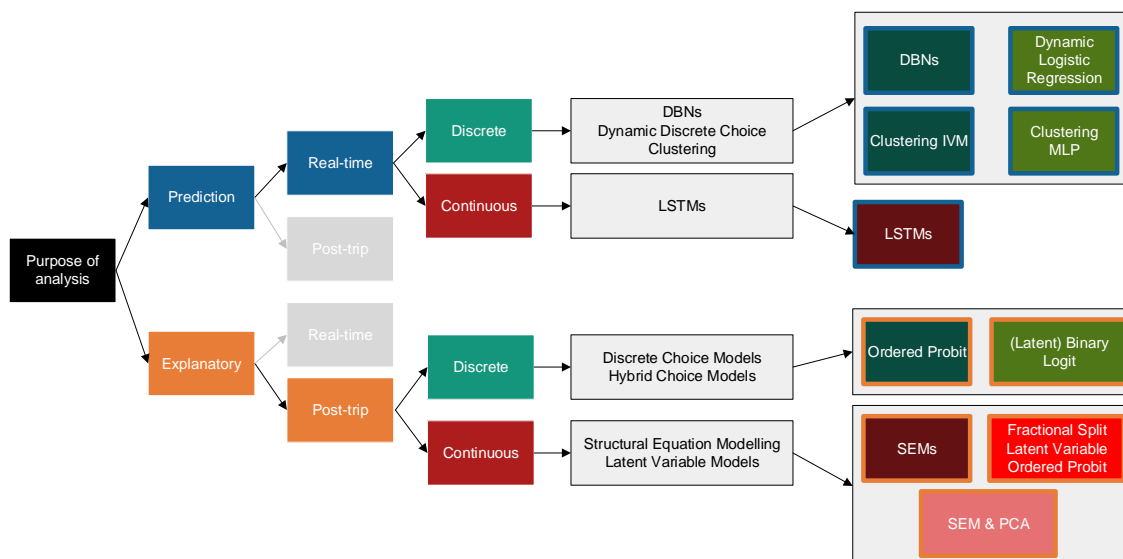 Purpose of
analysis
Prediction
Explanatory
Real-time
Post-trip
Real-time
Post-trip
Discrete
Continuous
Discrete
Continuous
DBNs
Dynamic Discrete Choice
Clustering
LSTMs
Discrete Choice Models
Hybrid Choice Models
Structural Equation Modelling
Latent Variable Models
DBNs
Dynamic
Logistic
Regression
Clustering IVM
Clustering
MLP
LSTMs
Ordered Probit
(Latent) Binary
Logit
SEMs
Fractional Split
Latent Variable
Ordered Probit
SEM & PCA